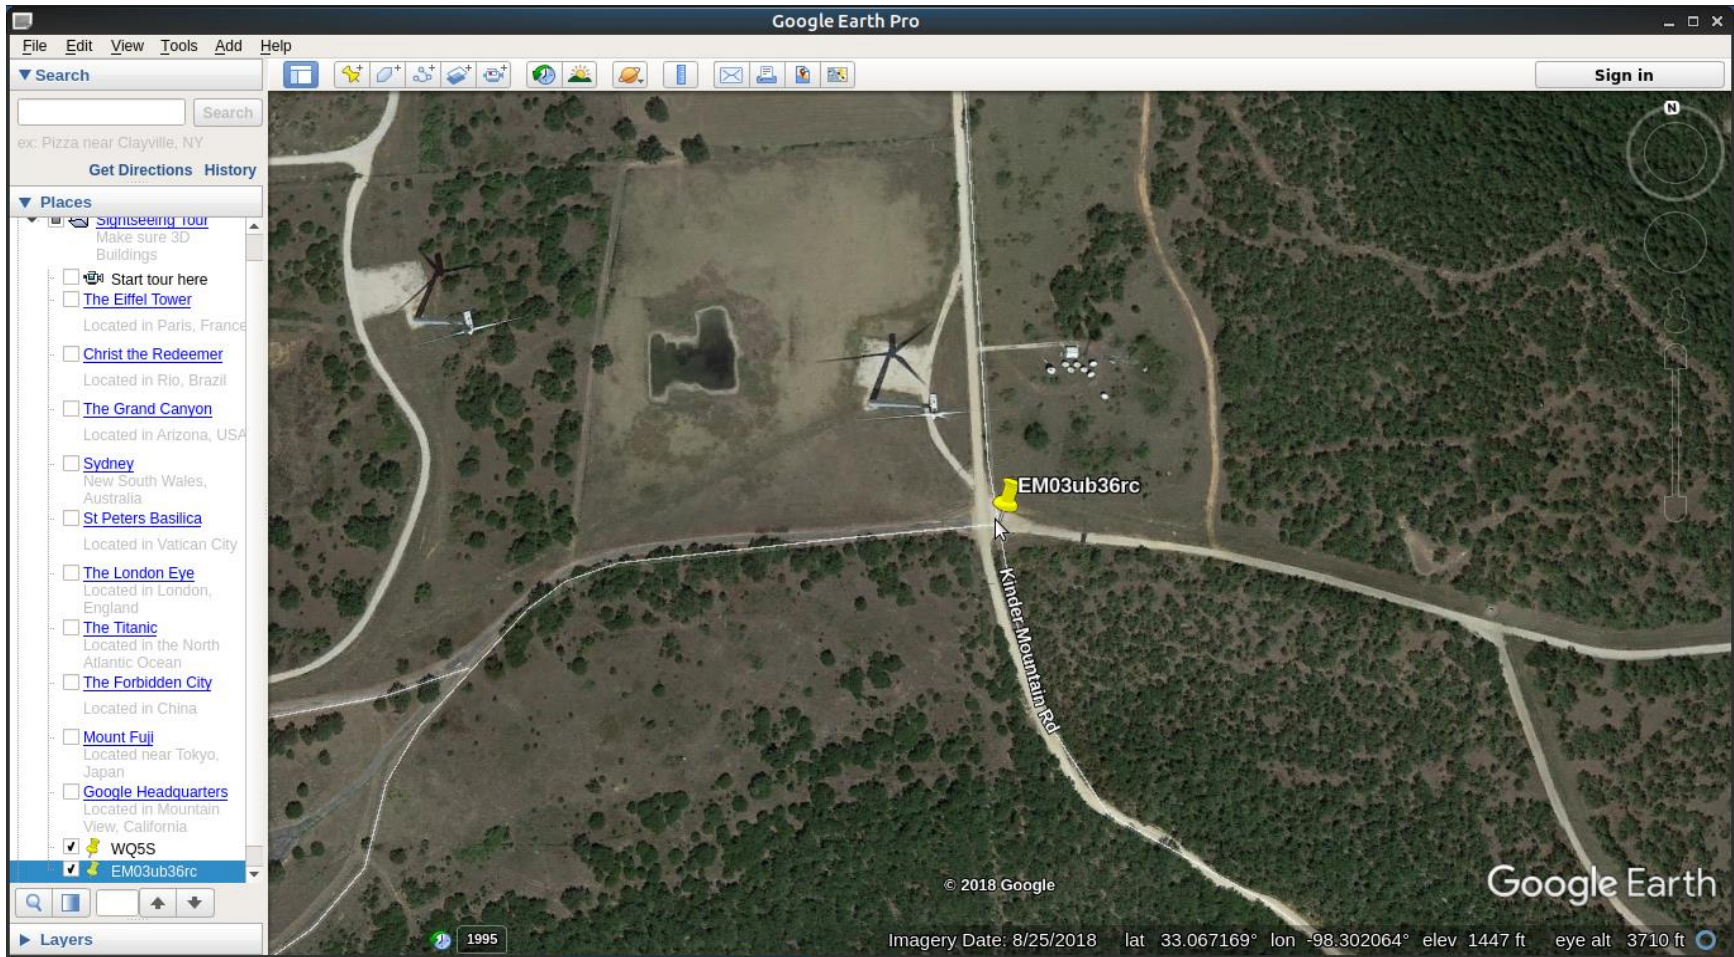 Google Earth Pro
File Edit View Tools Add Help
Search
Sign in
Search
ex: Pizza near Clayville, NY
Get Directions History
Places
Sightseeing Tour
Make sure 3D
Buildings
Start tour here
The Eiffel Tower
Located in Paris, France
Christ the Redeemer
Located in Rio, Brazil
The Grand Canyon
Located in Arizona, USA
Sydney
New South Wales,
Australia
St Peters Basilica
Located in Vatican City
The London Eye
Located in London,
England
The Titanic
Located in the North
Atlantic Ocean
The Forbidden City
Located in China
Mount Fuji
Located near Tokyo,
Japan
Google Headquarters
Located in Mountain
View, California
WQ5S
EM03ub36rc
Layers
N
EM03ub36rc
Kinder Mountain Rd
© 2018 Google
Google Earth
1995
Imagery Date: 8/25/2018 lat 33.067169° lon -98.302064° elev 1447 ft eye alt 3710 ft